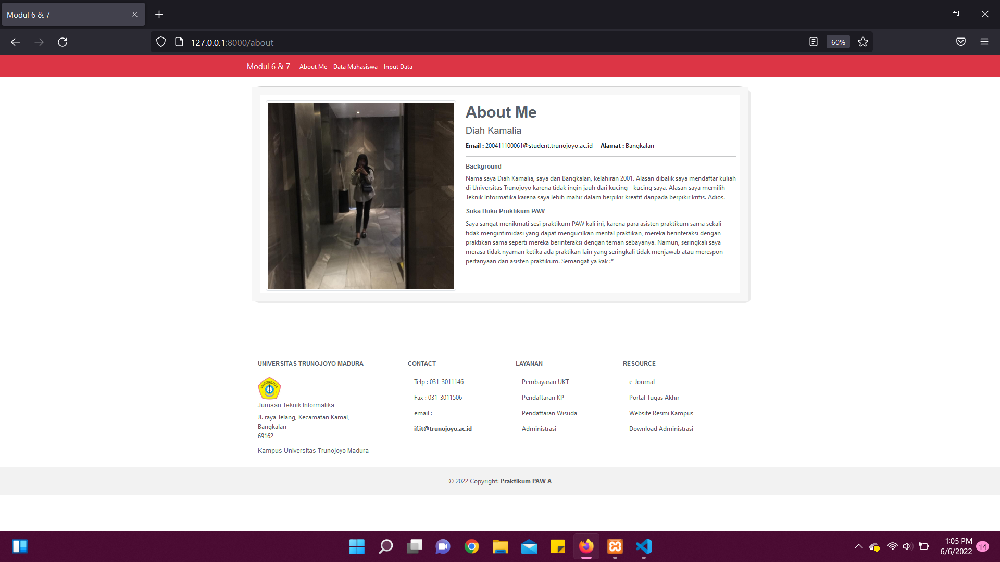 Modul 6 & 7
127.0.0.1:8000/about
60%
Modul 6 & 7 About Me Data Mahasiswa Input Data
About Me
Diah Kamalia
Email : 200411100061@student.trunojoyo.ac.id Alamat : Bangkalan
Background
Nama saya Diah Kamalia, saya dari Bangkalan, kelahiran 2001. Alasan dibalik saya mendaftar kuliah
di Universitas Trunojoyo karena tidak ingin jauh dari kucing - kucing saya. Alasan saya memilih
Teknik Informatika karena saya lebih mahir dalam berpikir kreatif daripada berpikir kritis. Adios.
Suka Duka Praktikum PAW
Saya sangat menikmati sesi praktikum PAW kali ini, karena para asisten praktikum sama sekali
tidak mengintimidasi yang dapat mengucilkan mental praktikan, mereka berinteraksi dengan
praktikan sama seperti mereka berinteraksi dengan teman sebayanya. Namun, seringkali saya
merasa tidak nyaman ketika ada praktikan lain yang seringkali tidak menjawab atau merespon
pertanyaan dari asisten praktikum. Semangat ya kak :*
UNIVERSITAS TRUNOJOYO MADURA
Jurusan Teknik Informatika
Jl. raya Telang, Kecamatan Kamal,
Bangkalan
69162
Kampus Universitas Trunojoyo Madura
CONTACT
Telp : 031-3011146
Fax : 031-3011506
email :
if.it@trunojoyo.ac.id
LAYANAN
Pembayaran UKT
Pendaftaran KP
Pendaftaran Wisuda
Administrasi
RESOURCE
e-Journal
Portal Tugas Akhir
Website Resmi Kampus
Download Administrasi
© 2022 Copyright: Praktikum PAW A
1:05 PM
6/6/2022
14